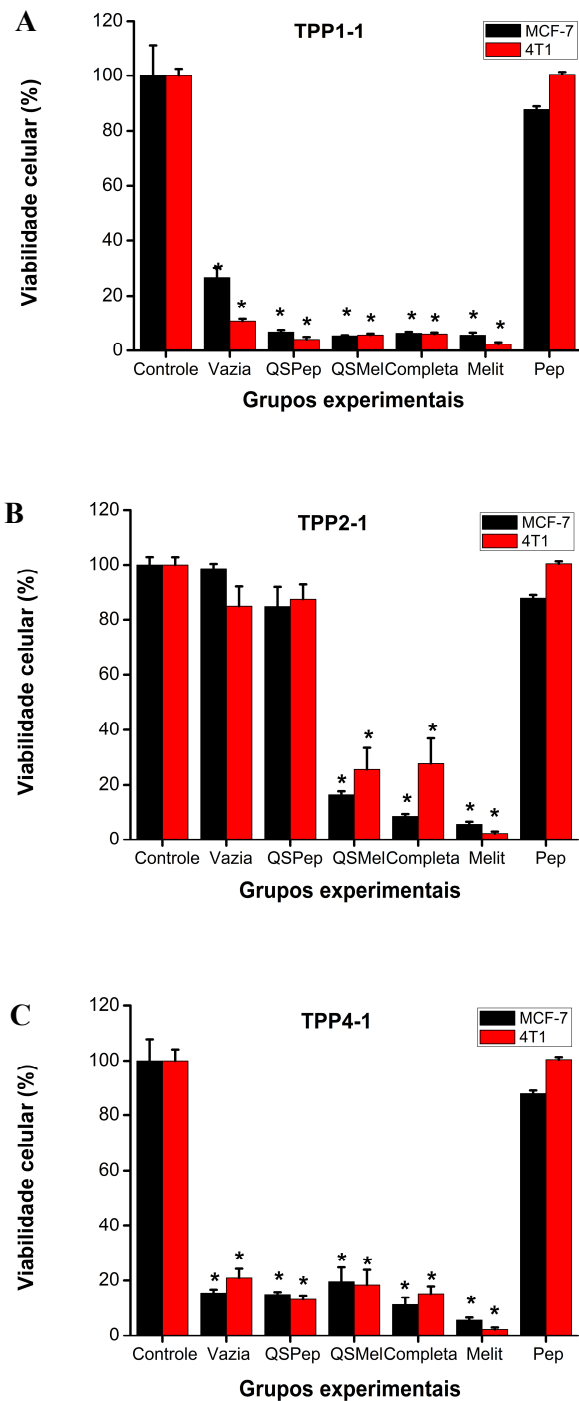 A
TPP1-1
MCF-7
4T1
Viabilidade celular (%)
120
100
80
60
40
20
0
* * * * * * * * * *
Controle Vazia QSPep QSMel Completa Melit Pep
Grupos experimentais
B
TPP2-1
MCF-7
4T1
Viabilidade celular (%)
120
100
80
60
40
20
0
* * * * * *
Controle Vazia QSPep QSMel Completa Melit Pep
Grupos experimentais
C
TPP4-1
MCF-7
4T1
Viabilidade celular (%)
120
100
80
60
40
20
0
* * * * * * * * * *
Controle Vazia QSPep QSMel Completa Melit Pep
Grupos experimentais